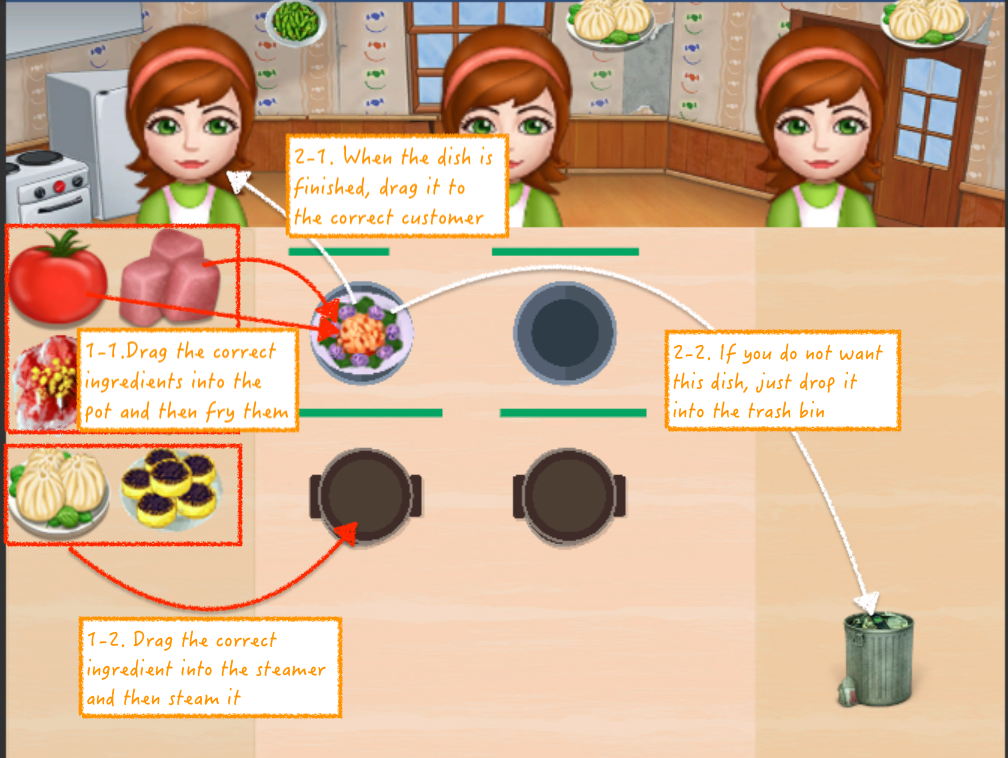 2-1. When the dish is
finished, drag it to
the correct customer
1-1.Drag the correct
ingredients into the
pot and then fry them
2-2. If you do not want
this dish, just drop it
into the trash bin
1-2. Drag the correct
ingredient into the steamer
and then steam it